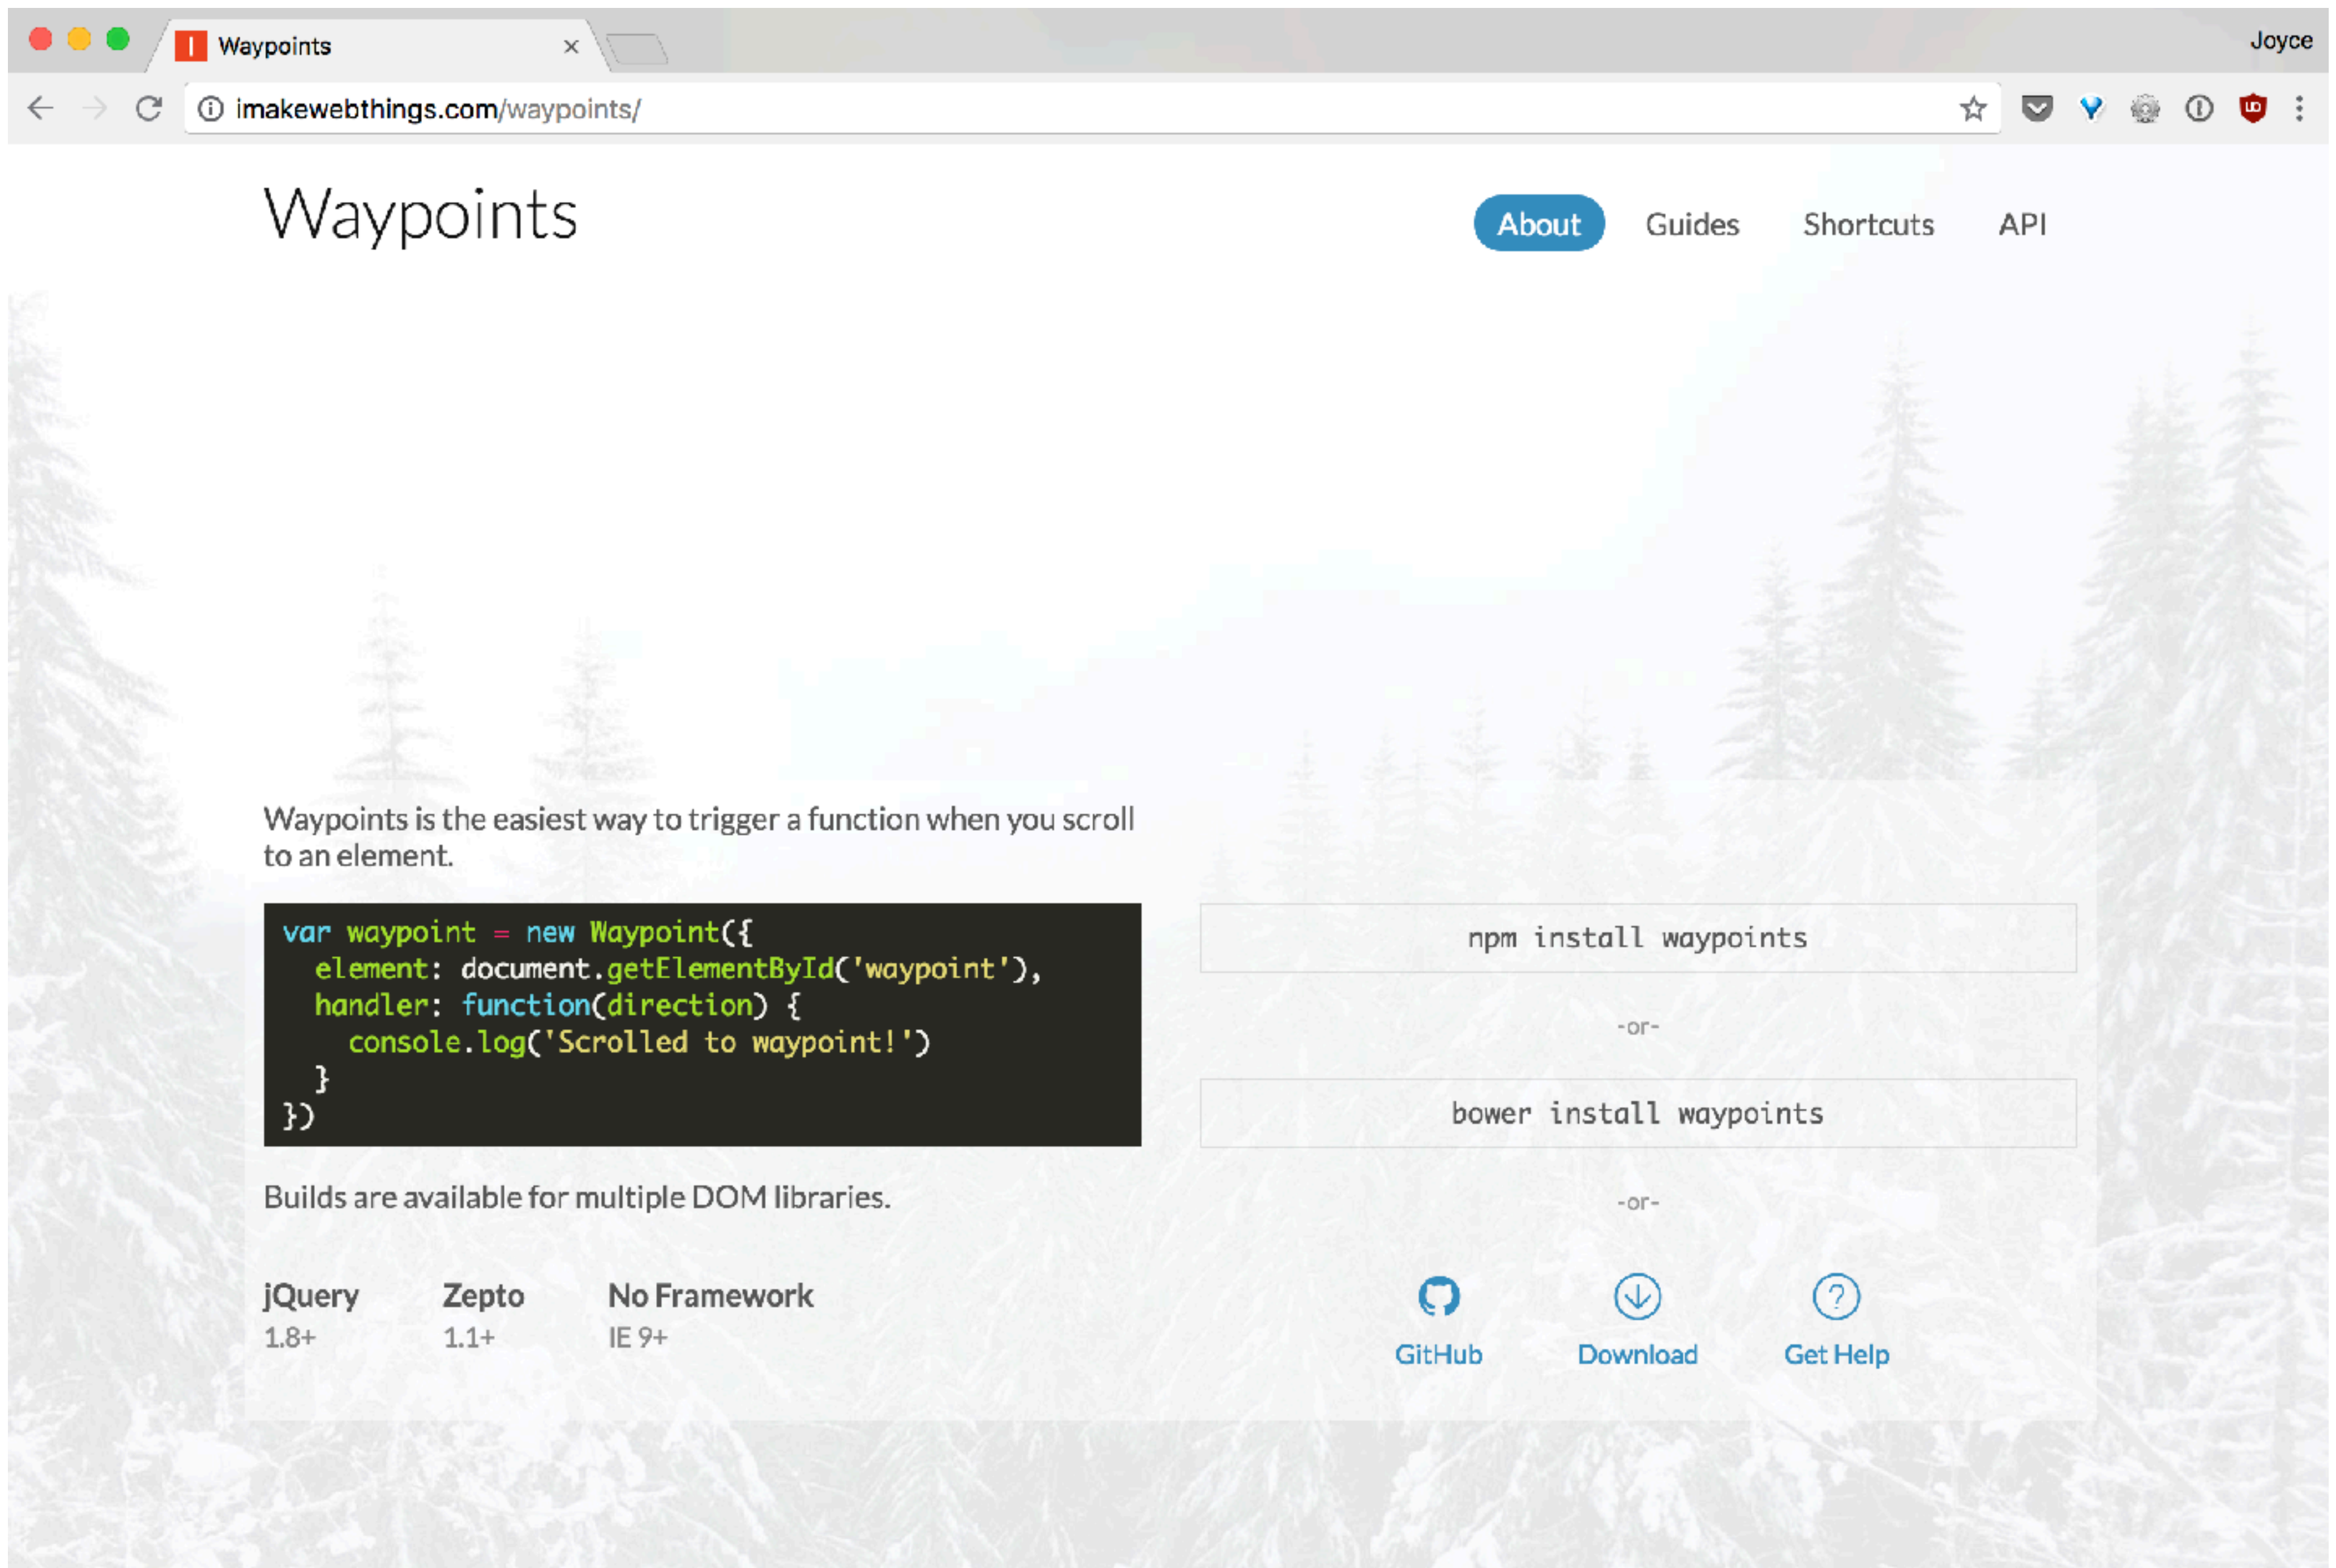 Waypoints
Joyce
imakewebthings.com/waypoints/
Waypoints
About Guides Shortcuts API
Waypoints is the easiest way to trigger a function when you scroll
to an element.
var waypoint = new Waypoint({
  element: document.getElementById('waypoint'),
  handler: function(direction) {
    console.log('Scrolled to waypoint!')
  }
})
Builds are available for multiple DOM libraries.
jQuery Zepto No Framework
1.8+ 1.1+ IE 9+
npm install waypoints
-or-
bower install waypoints
-or-
GitHub Download Get Help